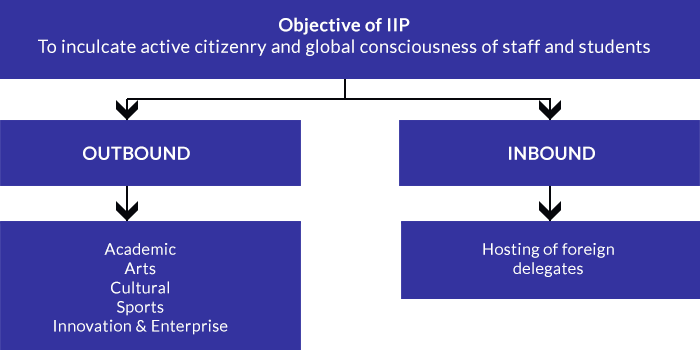 Objective of IIP
To inculcate active citizenry and global consciousness of staff and students
OUTBOUND
INBOUND
Academic
Arts
Cultural
Sports
Innovation & Enterprise
Hosting of foreign
delegates